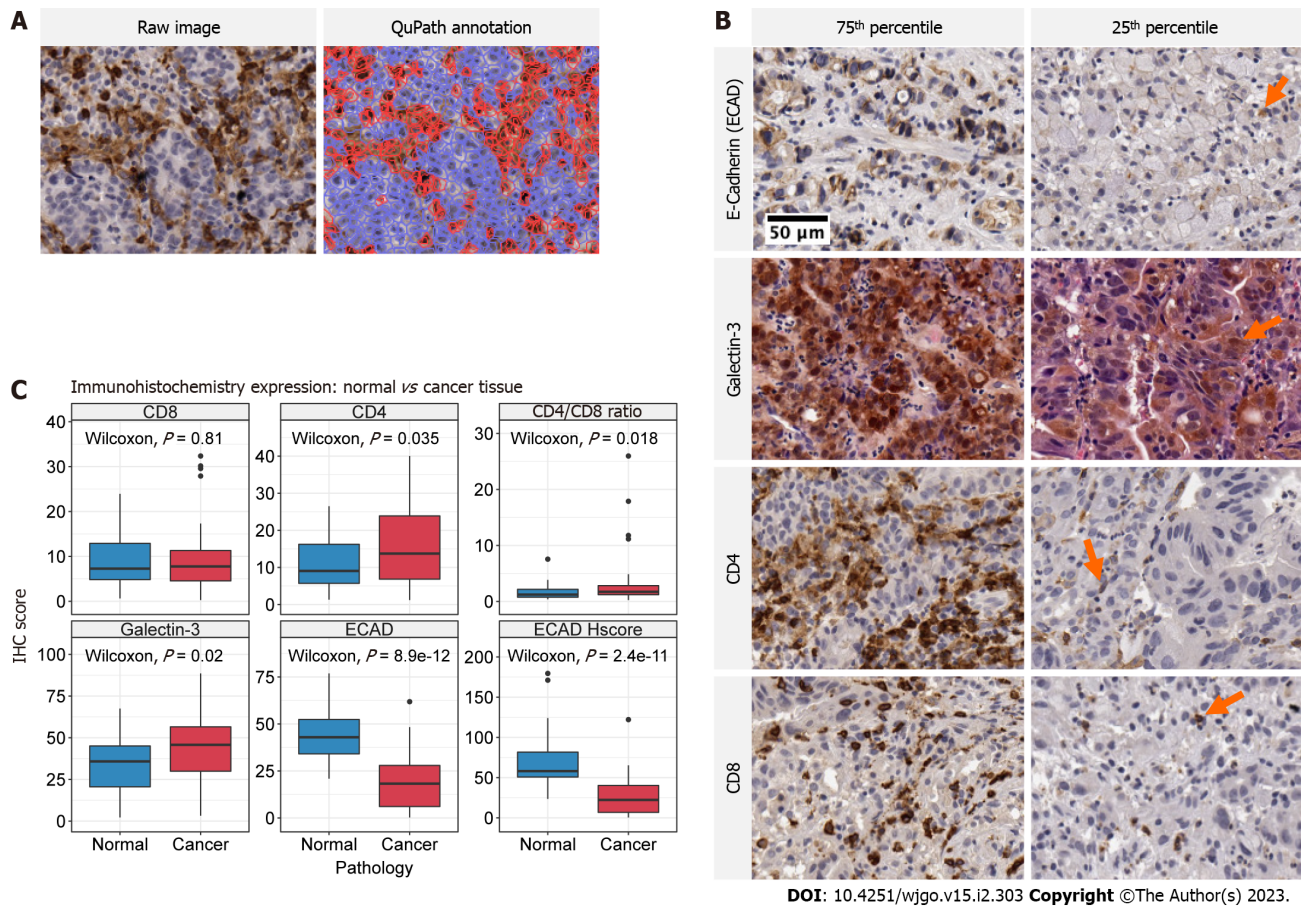 A
Raw image
QuPath annotation
B
75th percentile
25th percentile
E-Cadherin (ECAD)
50 µm
Galectin-3
CD4
CD8
C
Immunohistochemistry expression: normal vs cancer tissue
IHC score
CD8
Wilcoxon, P = 0.81
40
30
20
10
0
CD4
Wilcoxon, P = 0.035
40
30
20
10
0
CD4/CD8 ratio
Wilcoxon, P = 0.018
30
20
10
0
Galectin-3
Wilcoxon, P = 0.02
100
75
50
25
0
Normal
Cancer
ECAD
Wilcoxon, P = 8.9e-12
75
50
25
0
Normal
Cancer
ECAD Hscore
Wilcoxon, P = 2.4e-11
200
150
100
50
0
Normal
Cancer
Pathology
DOI: 10.4251/wjgo.v15.i2.303 Copyright ©The Author(s) 2023.